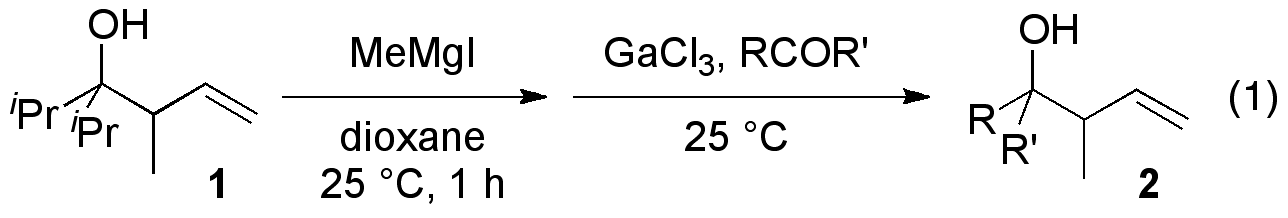 OH
ⁱPr
ⁱPr
1
MeMgI
dioxane
25 °C, 1 h
GaCl₃, RCOR'
25 °C
OH
R
R'
2
(1)